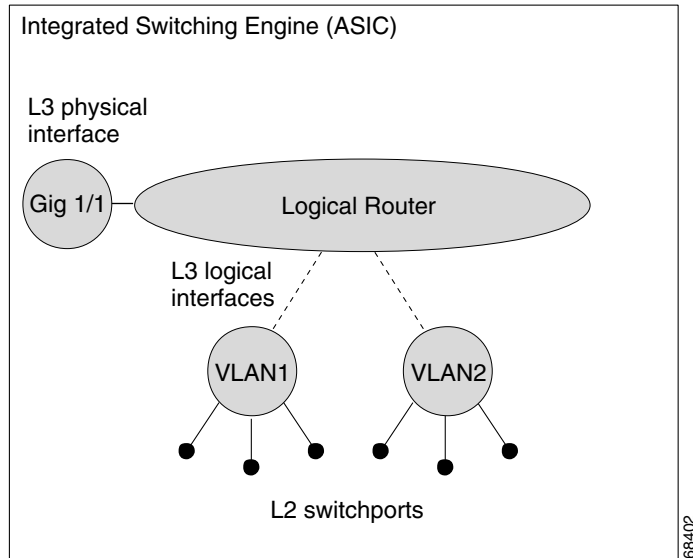 Integrated Switching Engine (ASIC)
L3 physical
interface
Gig 1/1
Logical Router
L3 logical
interfaces
VLAN1
VLAN2
L2 switchports
68402